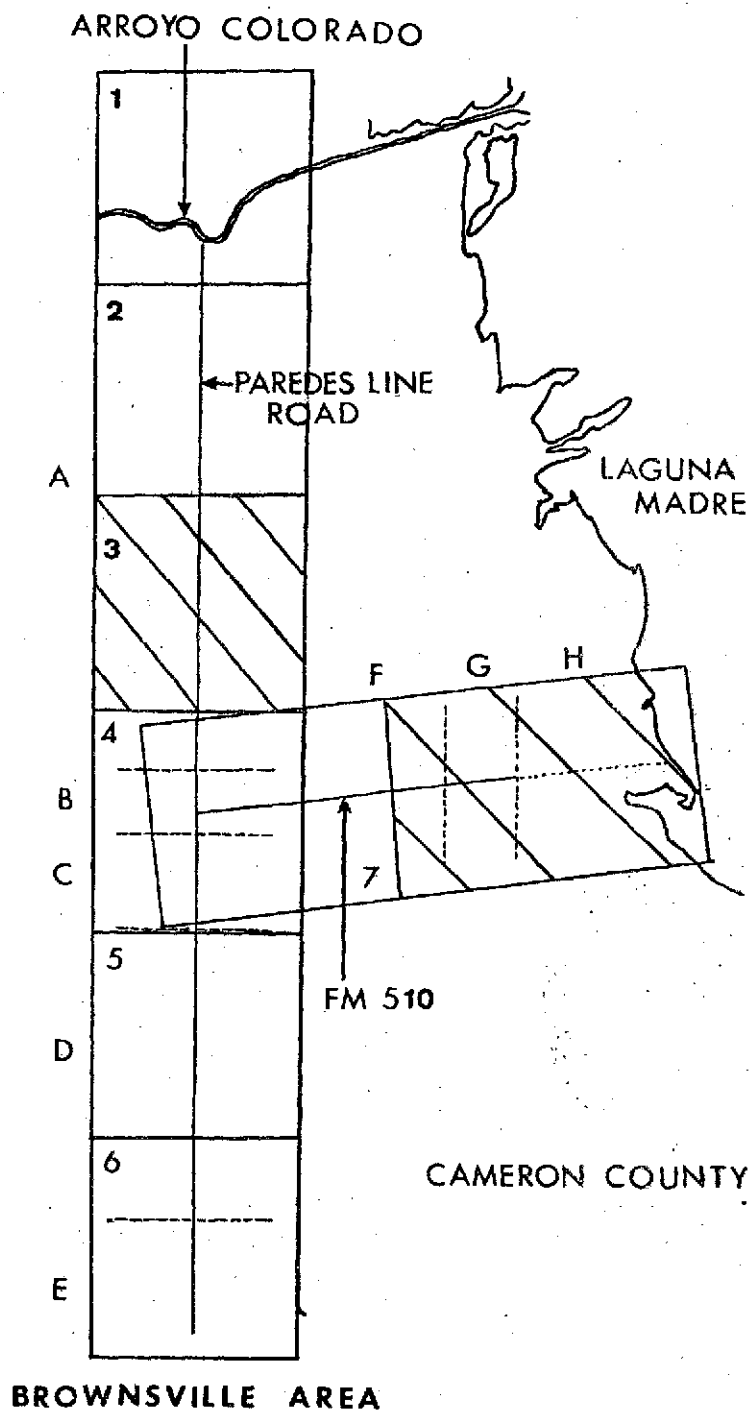 ARROYO COLORADO
1
2
PAREDES LINE
ROAD
A
LAGUNA
MADRE
3
F G H
4
B
C
7
5
FM 510
D
6
CAMERON COUNTY
E
BROWNSVILLE AREA